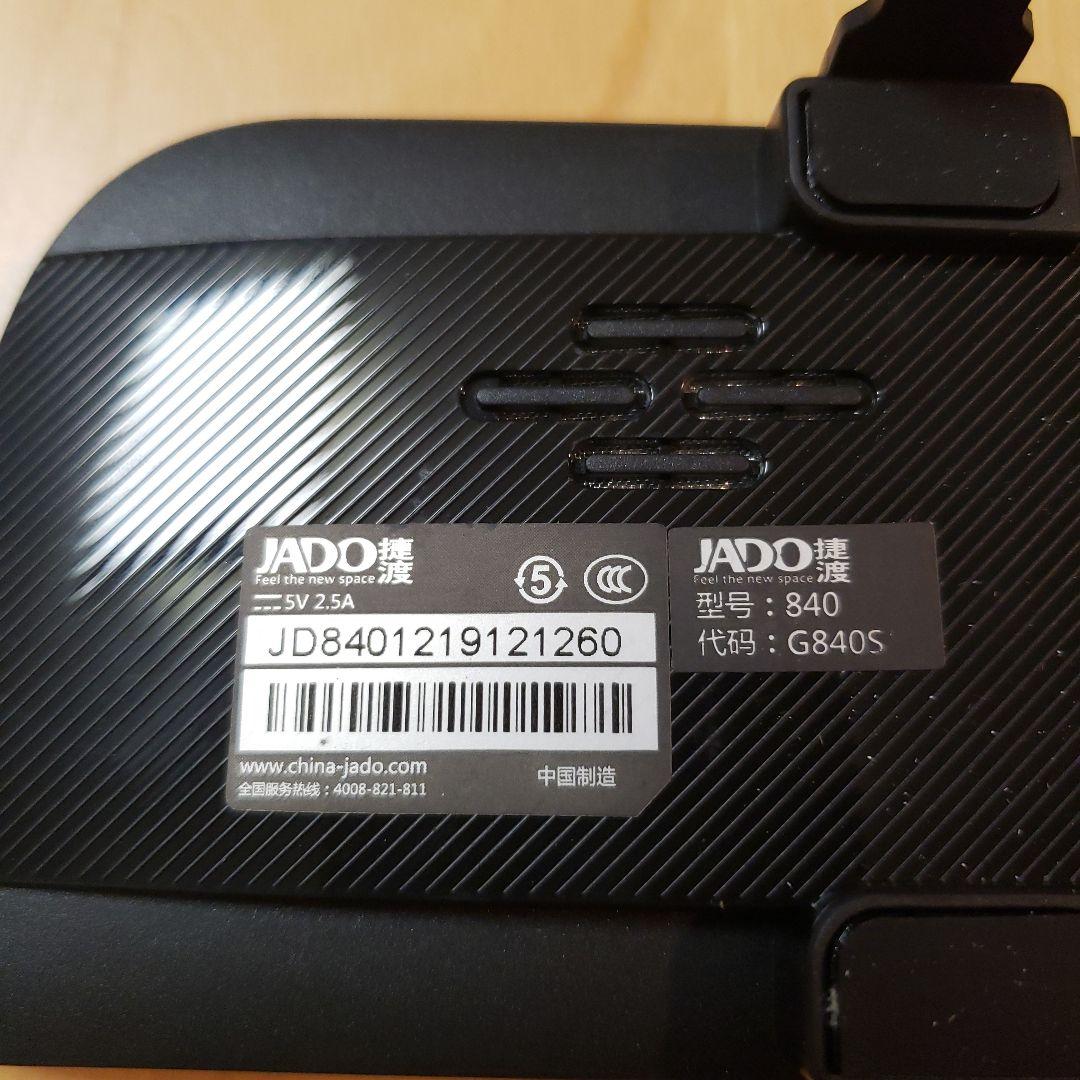 JADO捷渡
Feel the new space
5V 2.5A
5
CCC
JD8401219121260
www.china-jado.com
中国制造
全国服务热线：4008-821-811
JADO捷渡
Feel the new space
型号：840
代码：G840S